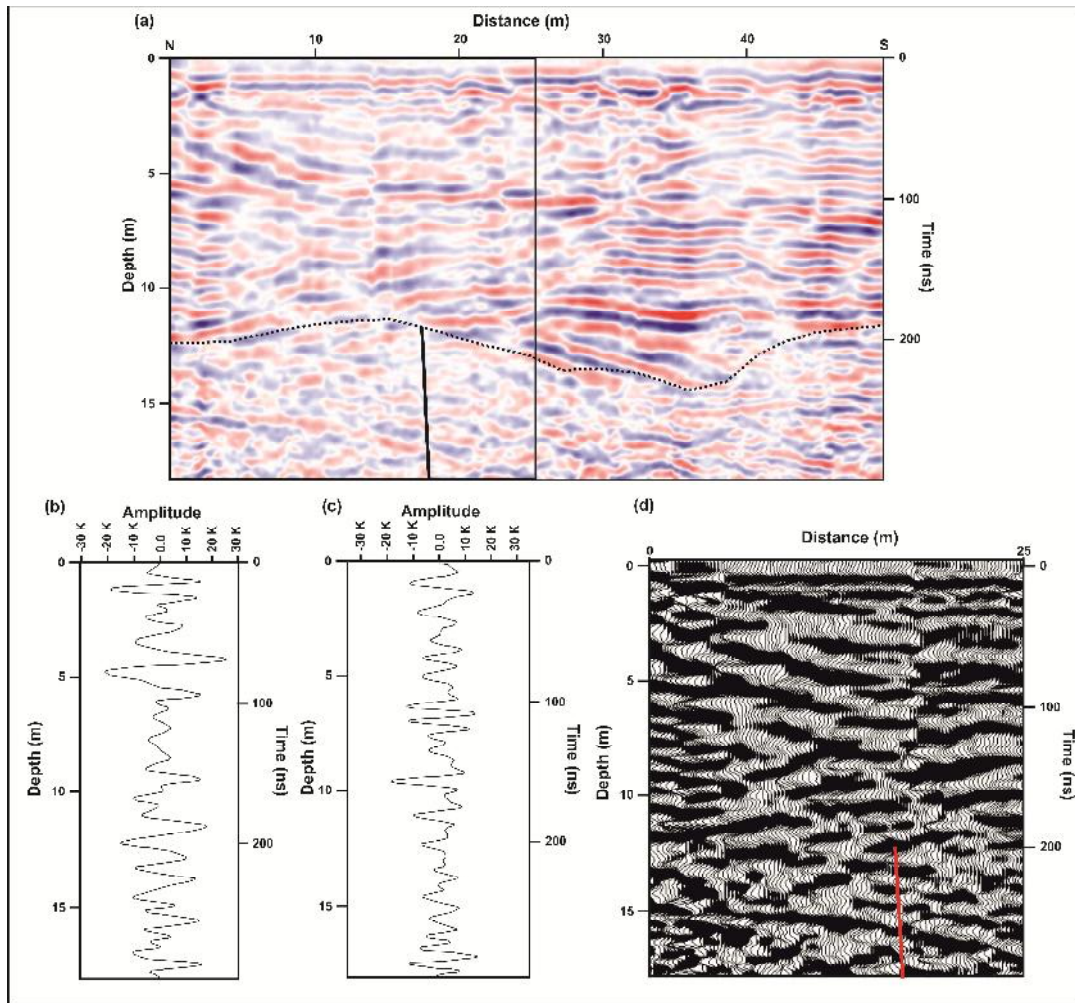 (a)
Distance (m)
N 10 20 30 40 S
0 0
5
100
Depth (m) Time (ns)
10
200
15
(b) (c) (d)
Amplitude Amplitude
-30 K -20 K -10 K 0.0 10 K 20 K 30 K
-30 K -20 K -10 K 0.0 K 10 K 20 K 30 K
Distance (m)
0 25
0 0 0 0 0 0
5 5 5
100 100 100
Depth (m) Time (ns) Depth (m) Time (ns) Depth (m) Time (ns)
10 10 10
200 200 200
15 15 15